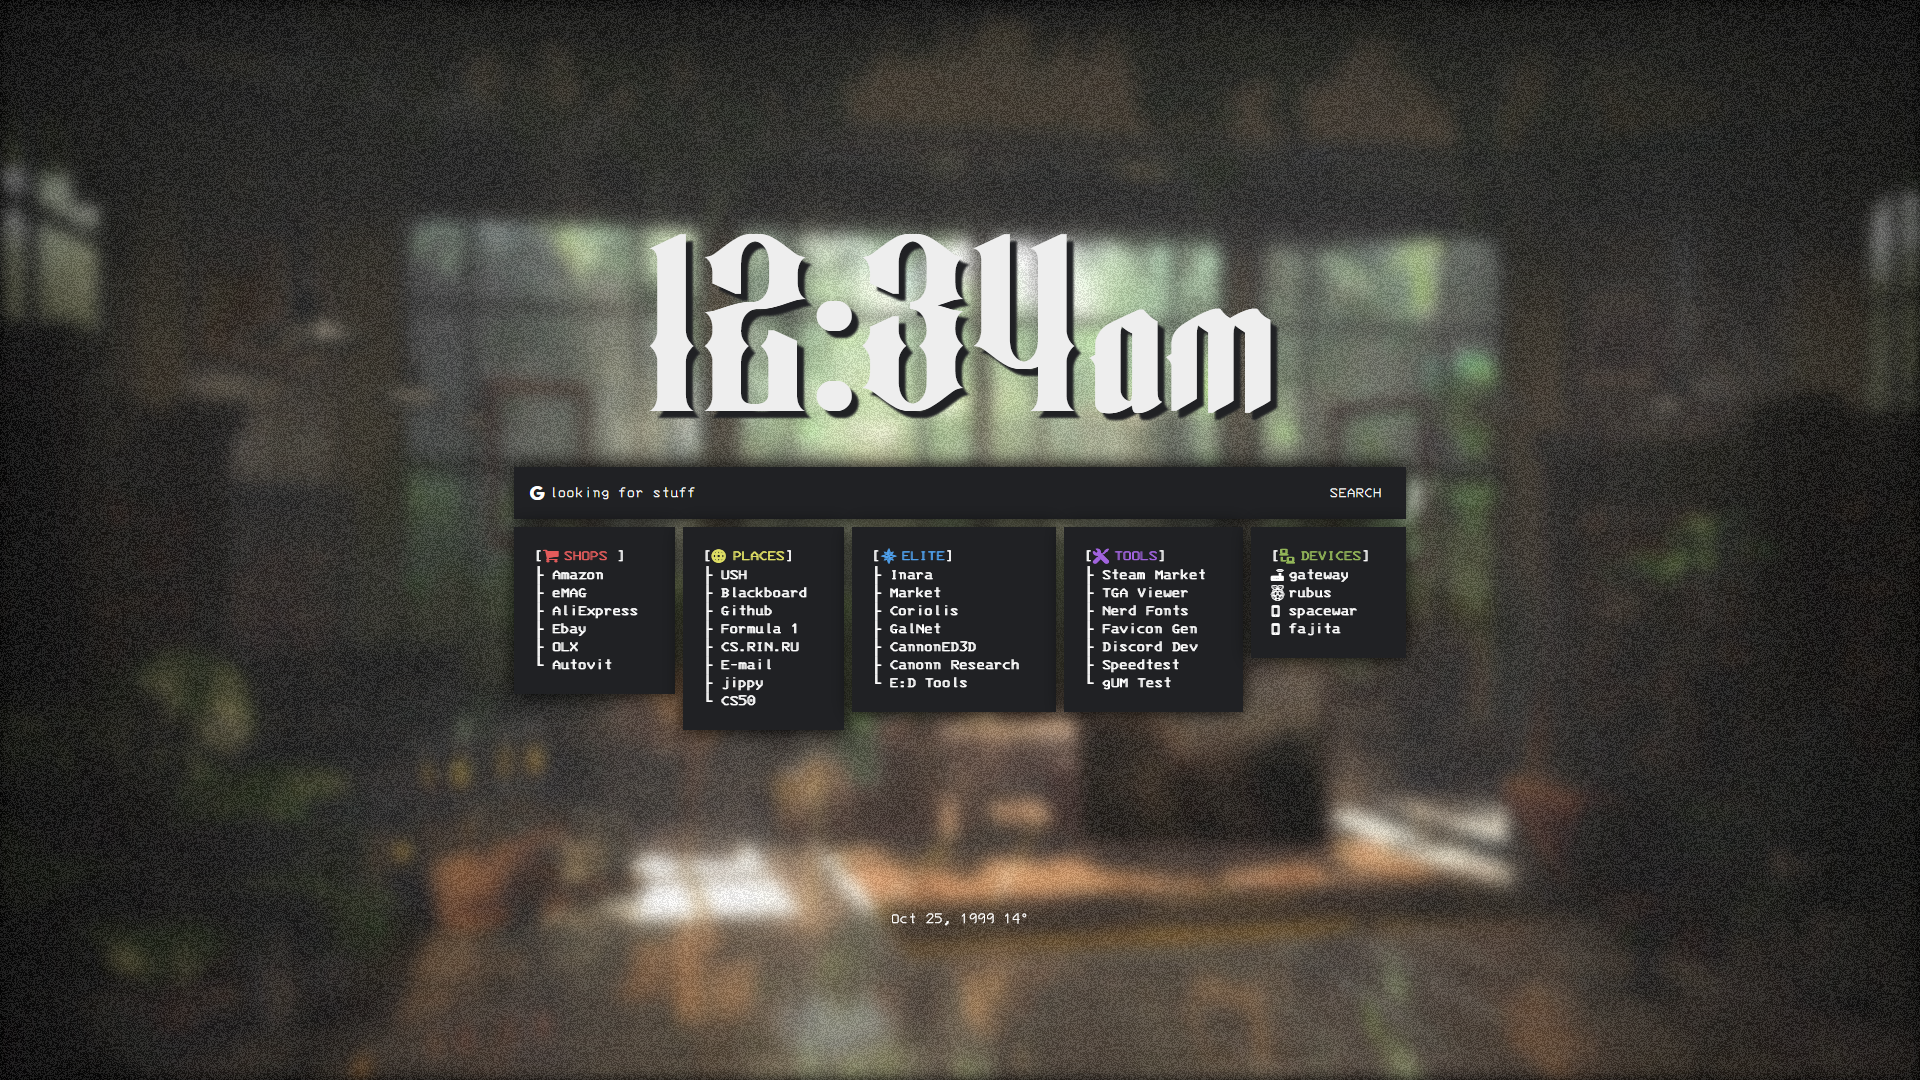 12:34am
looking for stuff SEARCH
[SHOPS ]
├ Amazon
├ eMAG
├ AliExpress
├ Ebay
├ OLX
└ Autovit
[PLACES]
├ USH
├ Blackboard
├ Github
├ Formula 1
├ CS.RIN.RU
├ E-mail
├ jippy
└ CS50
[ELITE]
├ Inara
├ Market
├ Coriolis
├ GalNet
├ CannonED3D
├ Canonn Research
└ E:D Tools
[TOOLS]
├ Steam Market
├ TGA Viewer
├ Nerd Fonts
├ Favicon Gen
├ Discord Dev
├ Speedtest
└ gUM Test
[DEVICES]
gateway
rubus
spacewar
fajita
Oct 25, 1999 14°